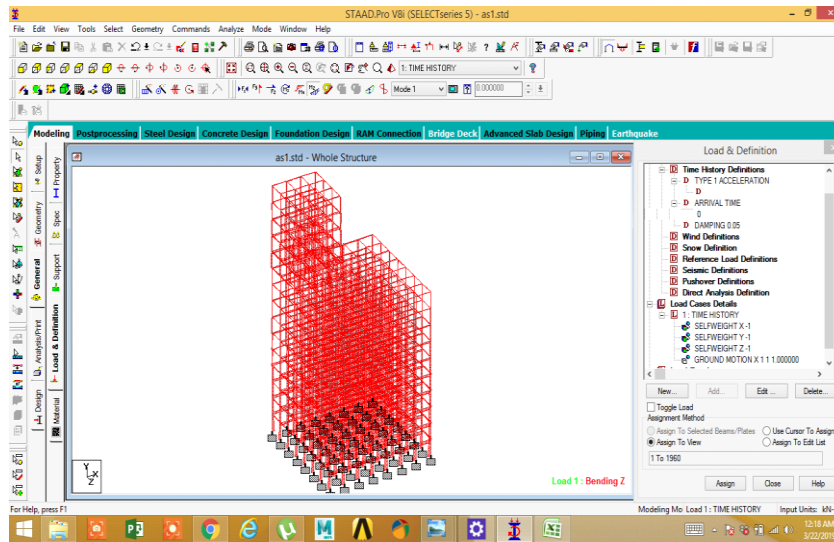 STAAD.Pro V8i (SELECTseries 5) - as1.std
File Edit View Tools Select Geometry Commands Analyze Mode Window Help
1: TIME HISTORY
Mode 1
0.000000
Modeling Postprocessing Steel Design Concrete Design Foundation Design RAM Connection Bridge Deck Advanced Slab Design Piping Earthquake
Setup
Geometry
General
Analysis/Print
Design
Property
Spec
Support
Load & Definition
Material
as1.std - Whole Structure
Y
X
Z
Load 1 : Bending Z
Load & Definition
Time History Definitions
D TYPE 1 ACCELERATION
D
D ARRIVAL TIME
0
D DAMPING 0.05
D Wind Definitions
D Snow Definition
D Reference Load Definitions
D Seismic Definitions
D Pushover Definitions
D Direct Analysis Definition
L Load Cases Details
L 1 : TIME HISTORY
SELFWEIGHT X -1
SELFWEIGHT Y -1
SELFWEIGHT Z -1
GROUND MOTION X 1 1 1.000000
New... Add... Edit ... Delete...
Toggle Load
Assignment Method
Assign To Selected Beams/Plates Use Cursor To Assign
Assign To View Assign To Edit List
1 To 1960
Assign Close Help
For Help, press F1
Modeling Mo Load 1 : TIME HISTORY Input Units: kN-
12:18 AM